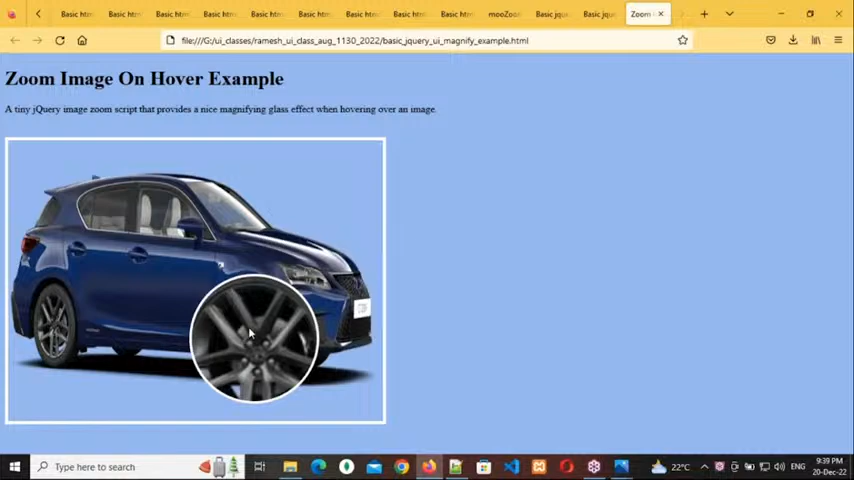 Basic htm Basic htm Basic htm Basic htm Basic htm Basic htm Basic htm Basic htm Basic htm mooZoo Basic jqu Basic jqu Zoom I
file:///G:/ui_classes/ramesh_ui_class_aug_1130_2022/basic_jquery_ui_magnify_example.html
Zoom Image On Hover Example
A tiny jQuery image zoom script that provides a nice magnifying glass effect when hovering over an image.
Type here to search
22°C
ENG
9:39 PM
20-Dec-22